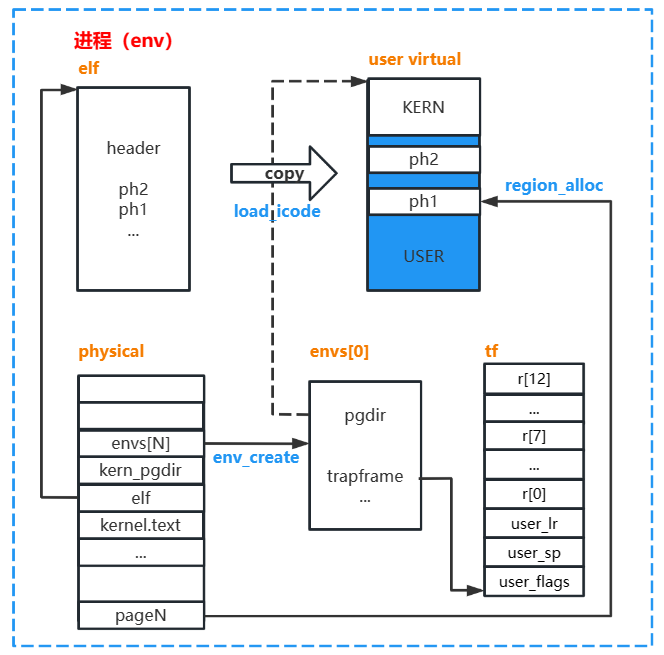 进程（env）
elf
header
ph2
ph1
...
copy
load_icode
user virtual
KERN
ph2
ph1
USER
region_alloc
physical
envs[N]
kern_pgdir
elf
kernel.text
...
pageN
env_create
envs[0]
pgdir
trapframe
...
tf
r[12]
...
r[7]
...
r[0]
user_lr
user_sp
user_flags